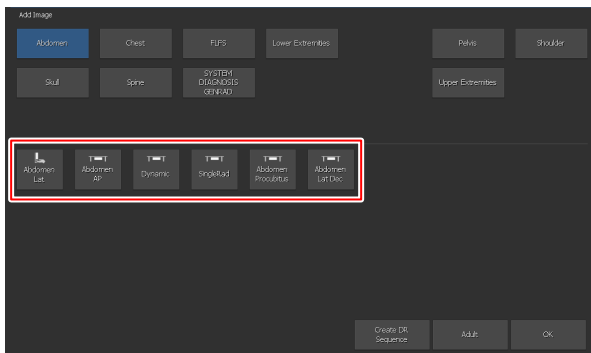 Add Image
Abdomen Chest FLFS Lower Extremities Pelvis Shoulder
Skull Spine SYSTEM
DIAGNOSIS
GENRAD Upper Extremities
Abdomen
Lat Abdomen
AP Dynamic SingleRad Abdomen
Procubitus Abdomen
Lat Dec
Create DR
Sequence Adult OK